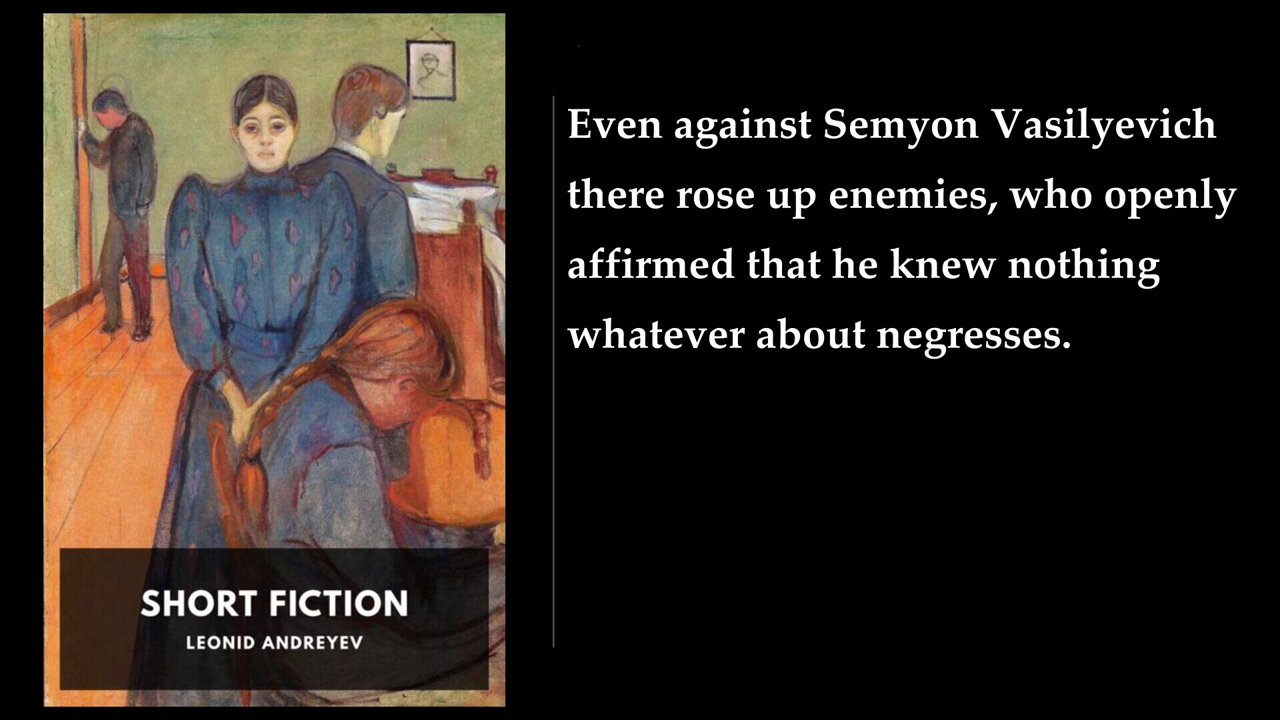 Even against Semyon Vasilyevich
there rose up enemies, who openly
affirmed that he knew nothing
whatever about negresses.
SHORT FICTION
LEONID ANDREYEV